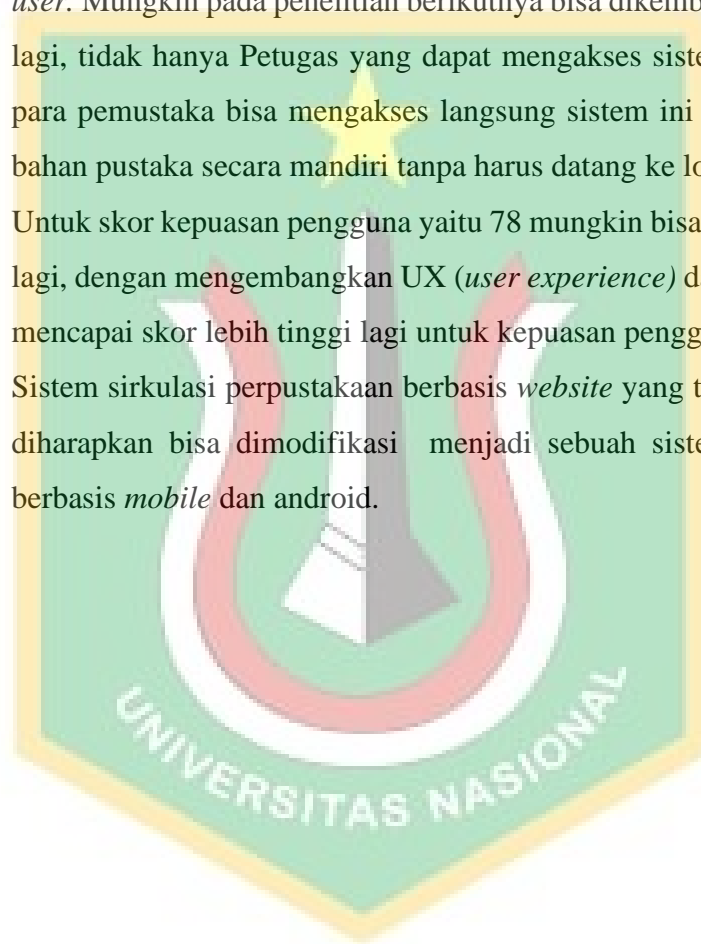 user. Mungkin pada penelitian berikutnya bisa dikemb
lagi, tidak hanya Petugas yang dapat mengakses siste
para pemustaka bisa mengakses langsung sistem ini
bahan pustaka secara mandiri tanpa harus datang ke lo
Untuk skor kepuasan pengguna yaitu 78 mungkin bisa
lagi, dengan mengembangkan UX (user experience) da
mencapai skor lebih tinggi lagi untuk kepuasan pengg
Sistem sirkulasi perpustakaan berbasis website yang t
diharapkan bisa dimodifikasi menjadi sebuah siste
berbasis mobile dan android.
UNIVERSITAS NASIONAL